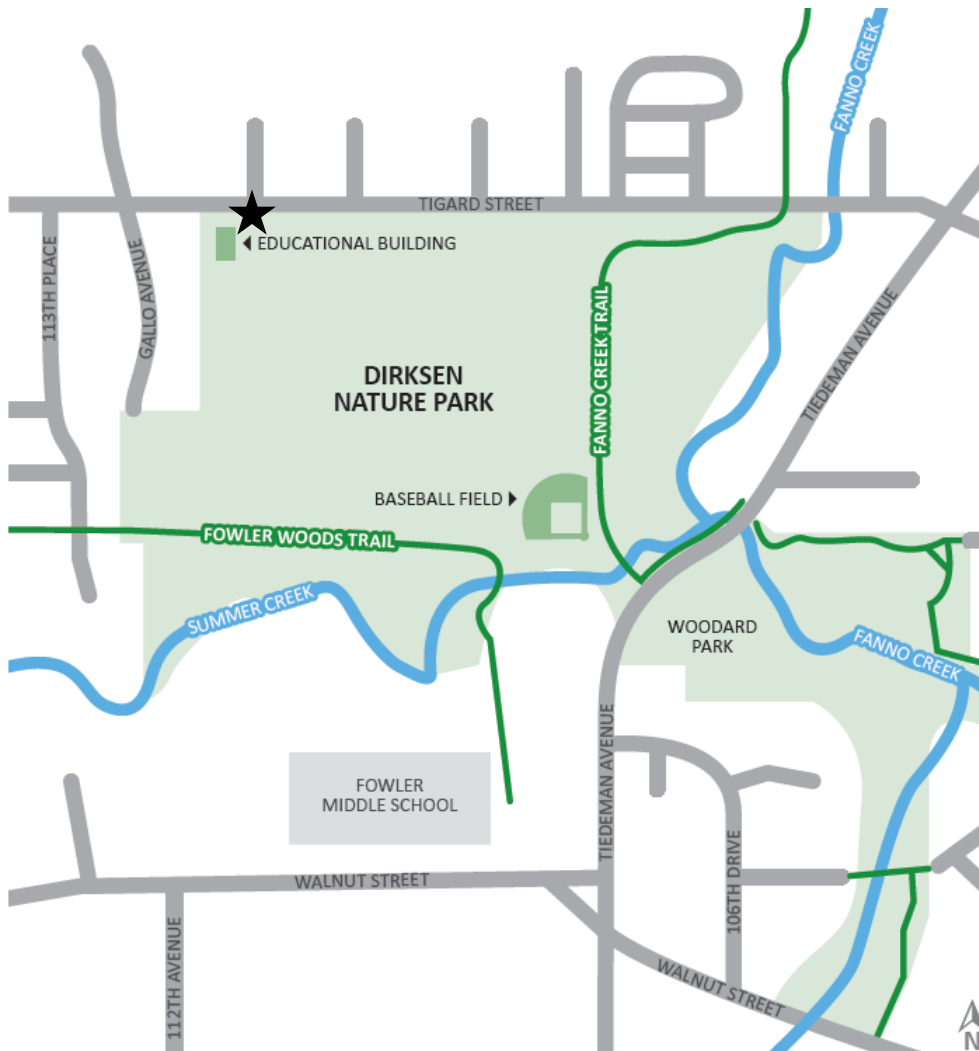 FANNO CREEK
TIGARD STREET
EDUCATIONAL BUILDING
113TH PLACE
GALLO AVENUE
FANNO CREEK TRAIL
TIEDEMAN AVENUE
DIRKSEN
NATURE PARK
BASEBALL FIELD
FOWLER WOODS TRAIL
SUMMER CREEK
WOODARD
PARK
FANNO CREEK
TIEDEMAN AVENUE
FOWLER
MIDDLE SCHOOL
WALNUT STREET
106TH DRIVE
112TH AVENUE
WALNUT STREET
N